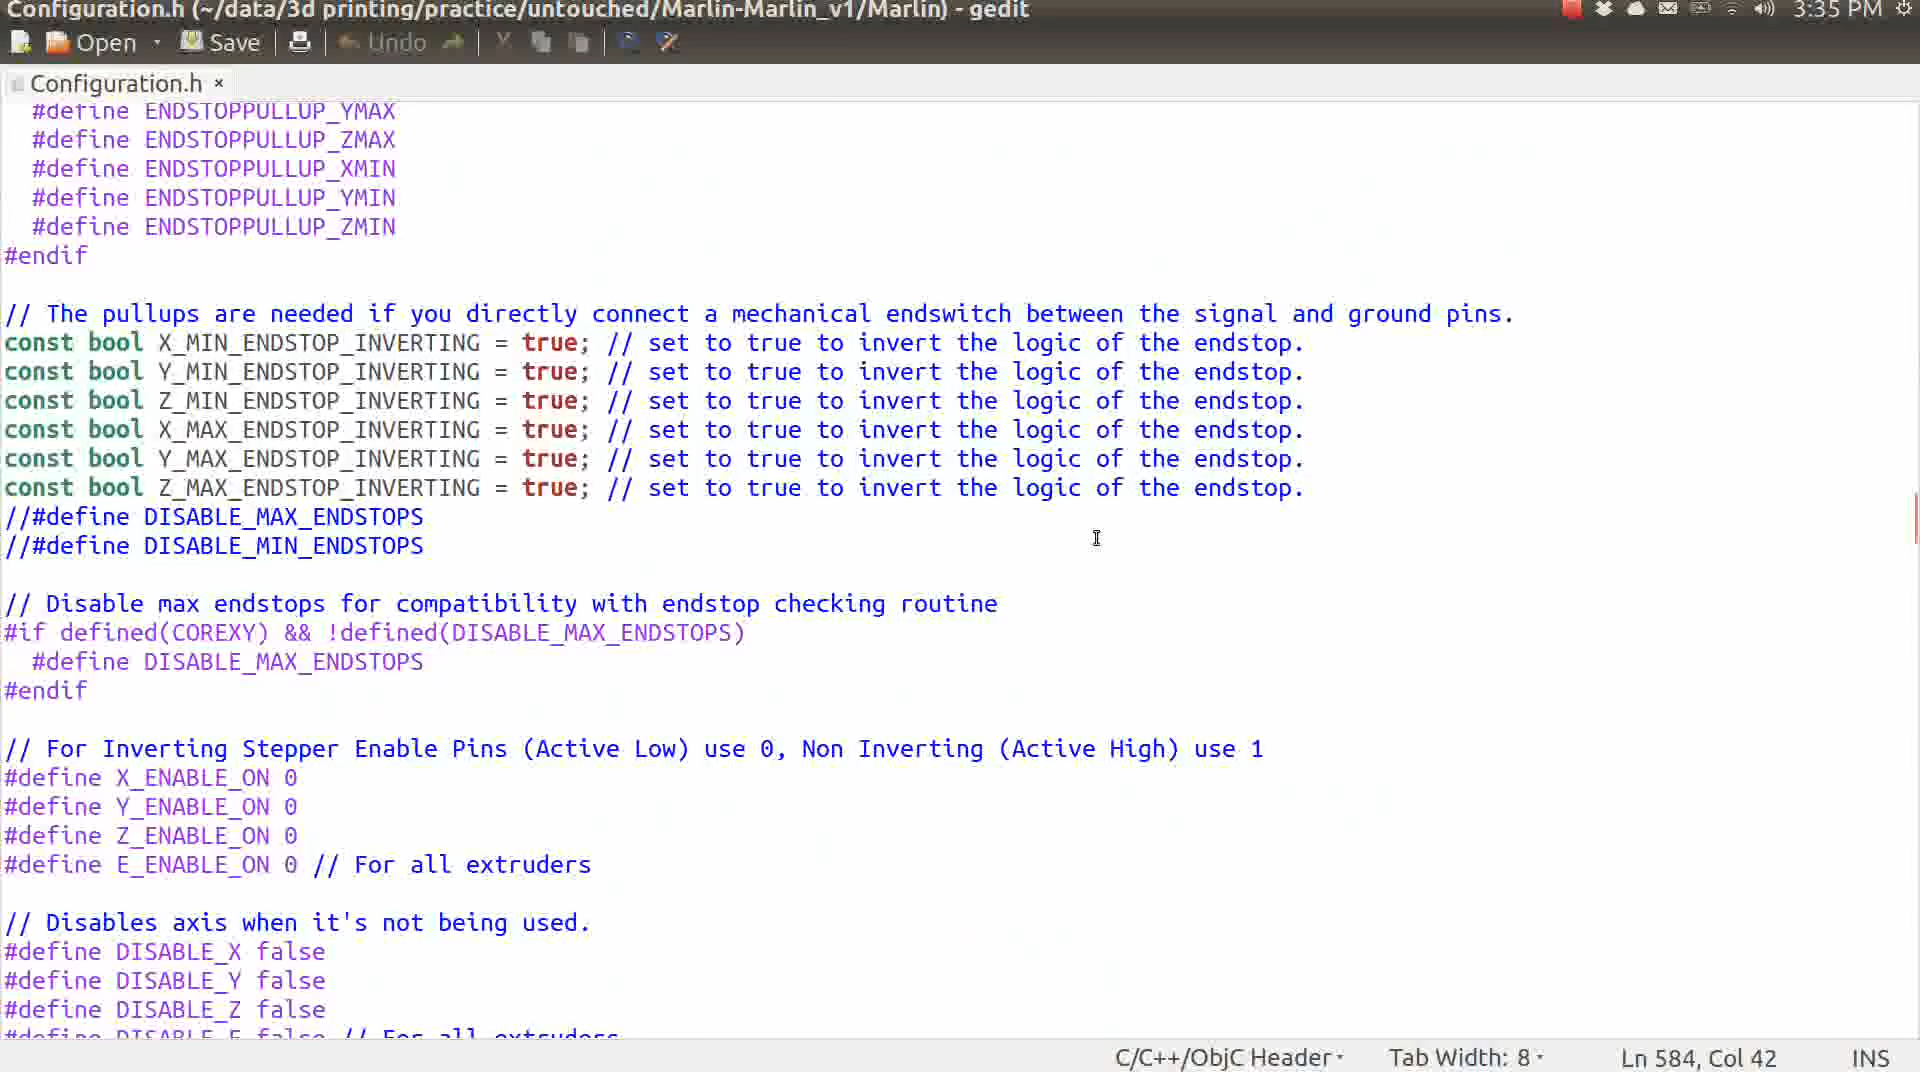 Configuration.h (~/data/3d printing/practice/untouched/Marlin-Marlin_v1/Marlin) - gedit
3:35 PM
Open Save Undo
Configuration.h ×
#define ENDSTOPPULLUP_YMAX
#define ENDSTOPPULLUP_ZMAX
#define ENDSTOPPULLUP_XMIN
#define ENDSTOPPULLUP_YMIN
#define ENDSTOPPULLUP_ZMIN
#endif
// The pullups are needed if you directly connect a mechanical endswitch between the signal and ground pins.
const bool X_MIN_ENDSTOP_INVERTING = true; // set to true to invert the logic of the endstop.
const bool Y_MIN_ENDSTOP_INVERTING = true; // set to true to invert the logic of the endstop.
const bool Z_MIN_ENDSTOP_INVERTING = true; // set to true to invert the logic of the endstop.
const bool X_MAX_ENDSTOP_INVERTING = true; // set to true to invert the logic of the endstop.
const bool Y_MAX_ENDSTOP_INVERTING = true; // set to true to invert the logic of the endstop.
const bool Z_MAX_ENDSTOP_INVERTING = true; // set to true to invert the logic of the endstop.
//#define DISABLE_MAX_ENDSTOPS
//#define DISABLE_MIN_ENDSTOPS
// Disable max endstops for compatibility with endstop checking routine
#if defined(COREXY) && !defined(DISABLE_MAX_ENDSTOPS)
#define DISABLE_MAX_ENDSTOPS
#endif
// For Inverting Stepper Enable Pins (Active Low) use 0, Non Inverting (Active High) use 1
#define X_ENABLE_ON 0
#define Y_ENABLE_ON 0
#define Z_ENABLE_ON 0
#define E_ENABLE_ON 0 // For all extruders
// Disables axis when it's not being used.
#define DISABLE_X false
#define DISABLE_Y false
#define DISABLE_Z false
#define DISABLE_E false // For all extruders
C/C++/ObjC Header Tab Width: 8 Ln 584, Col 42 INS